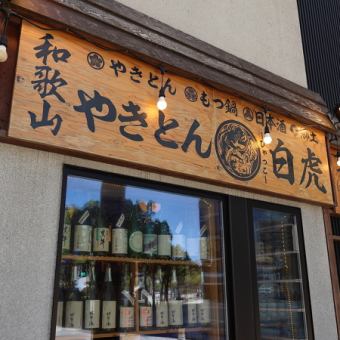 和歌山
やきとん もつ鍋 日本酒
やきとん 白虎